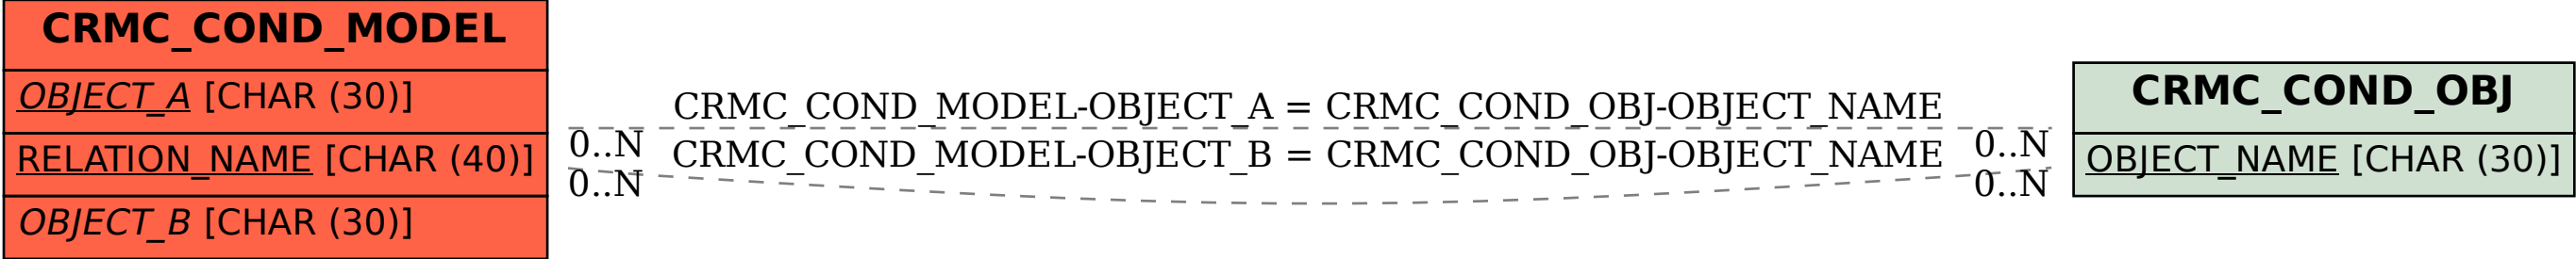 CRMC_COND_MODEL
OBJECT_A [CHAR (30)]
RELATION_NAME [CHAR (40)]
OBJECT_B [CHAR (30)]
CRMC_COND_MODEL-OBJECT_A = CRMC_COND_OBJ-OBJECT_NAME
0..N
0..N
CRMC_COND_MODEL-OBJECT_B = CRMC_COND_OBJ-OBJECT_NAME
0..N
0..N
CRMC_COND_OBJ
OBJECT_NAME [CHAR (30)]